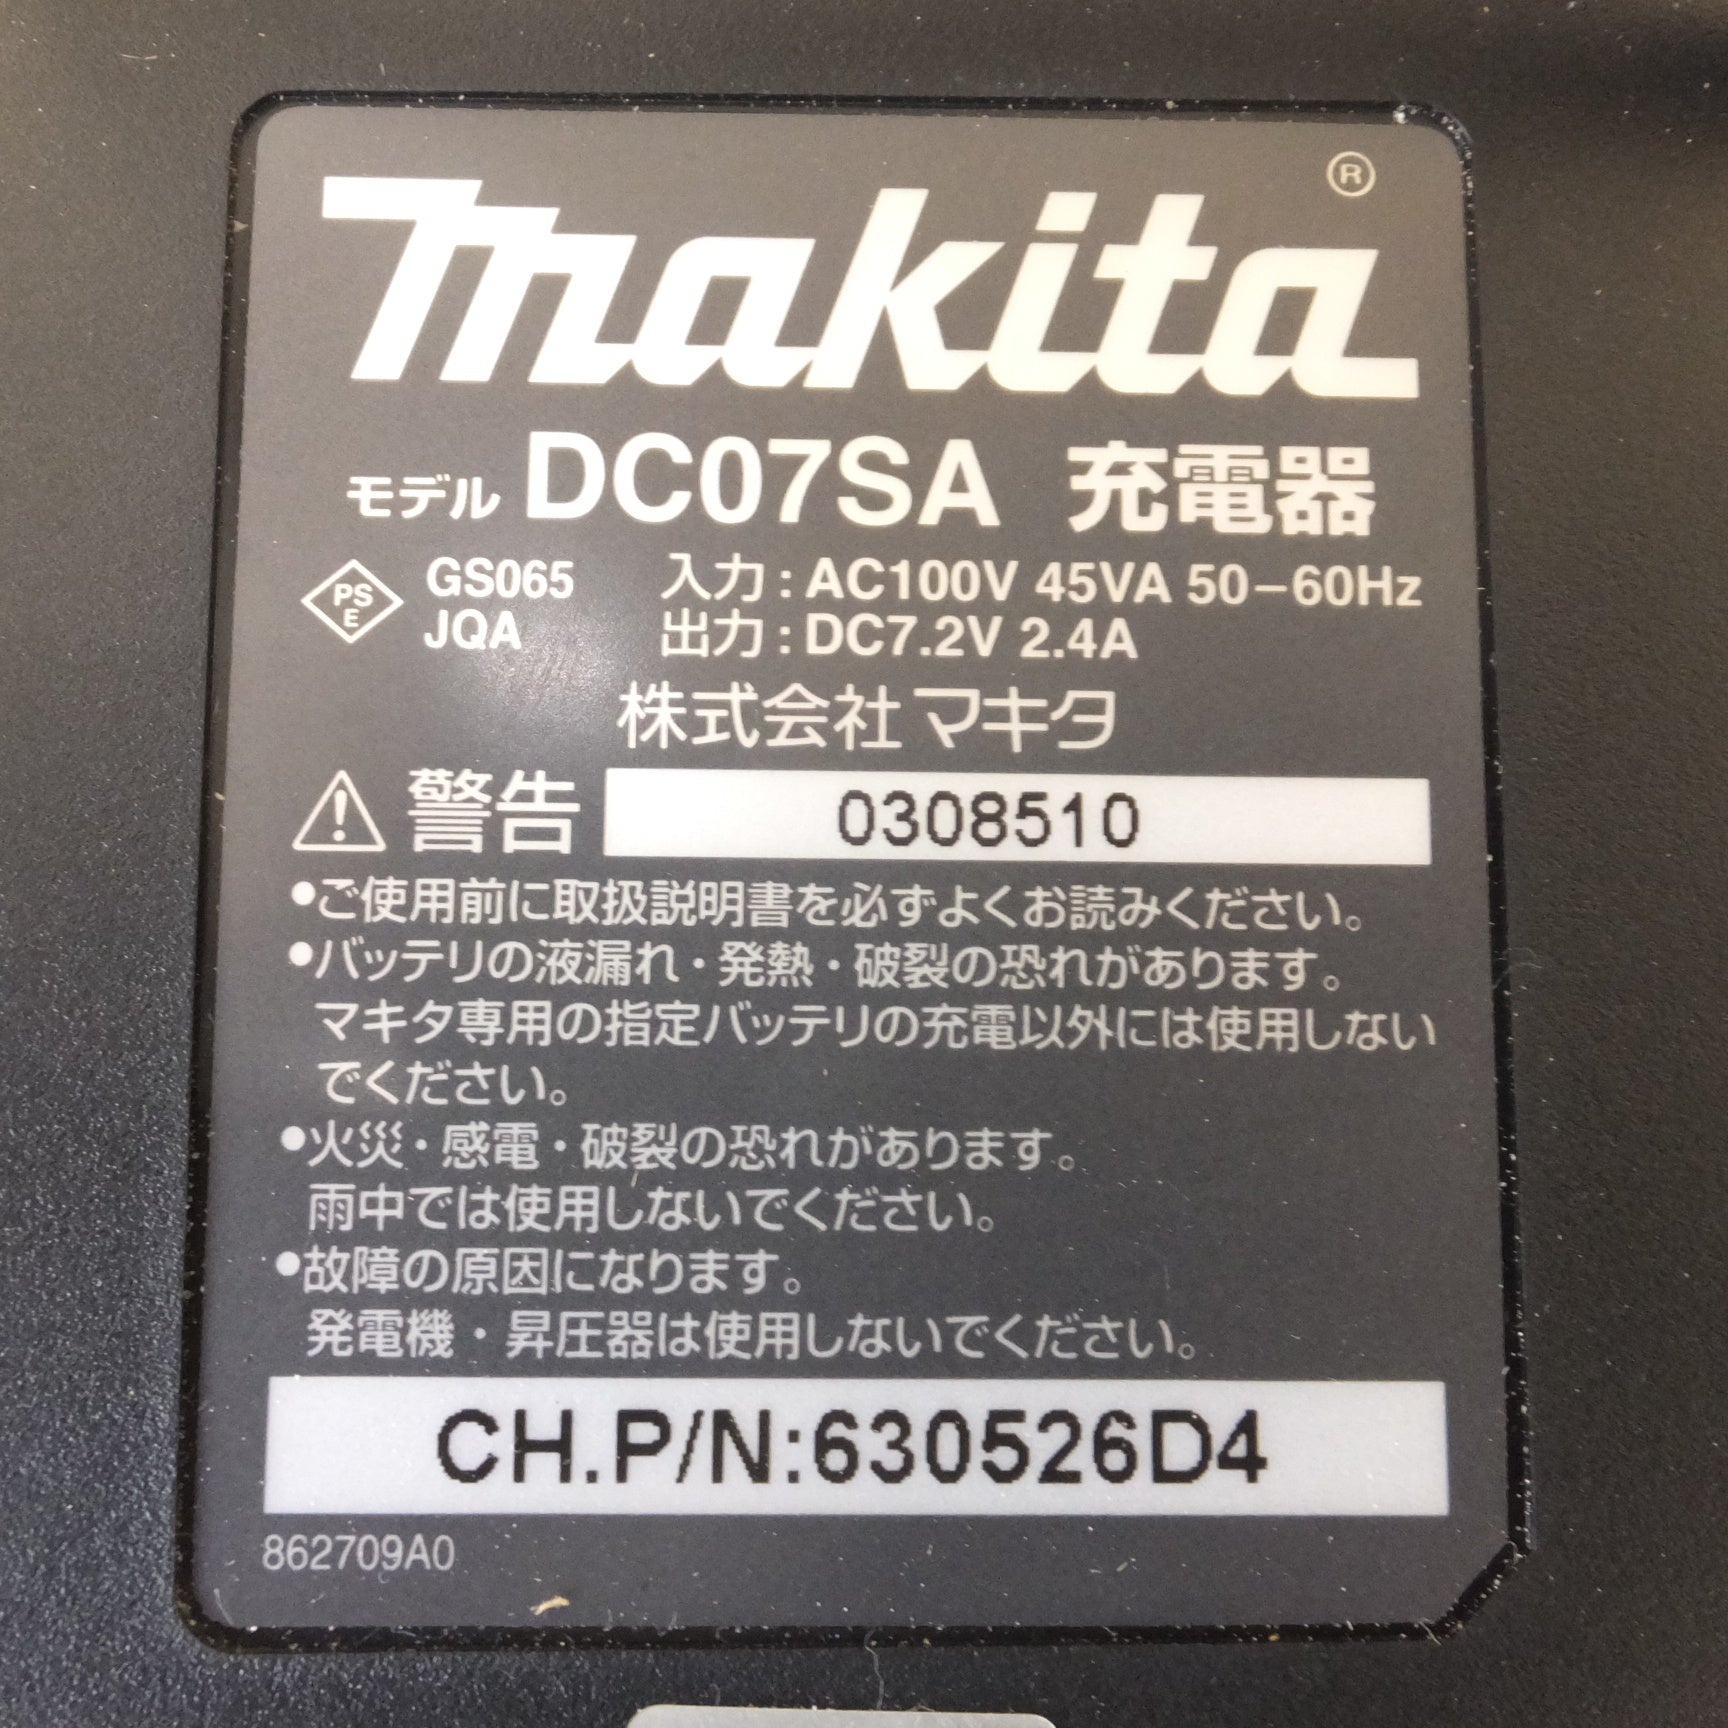 makita®
モデル DC07SA 充電器
PSE GS065 入力:AC100V 45VA 50-60Hz
JQA 出力:DC7.2V 2.4A
株式会社マキタ
⚠警告 0308510
•ご使用前に取扱説明書を必ずよくお読みください。
•バッテリの液漏れ・発熱・破裂の恐れがあります。
マキタ専用の指定バッテリの充電以外には使用しない
でください。
•火災・感電・破裂の恐れがあります。
雨中では使用しないでください。
•故障の原因になります。
発電機・昇圧器は使用しないでください。
CH.P/N:630526D4
862709A0